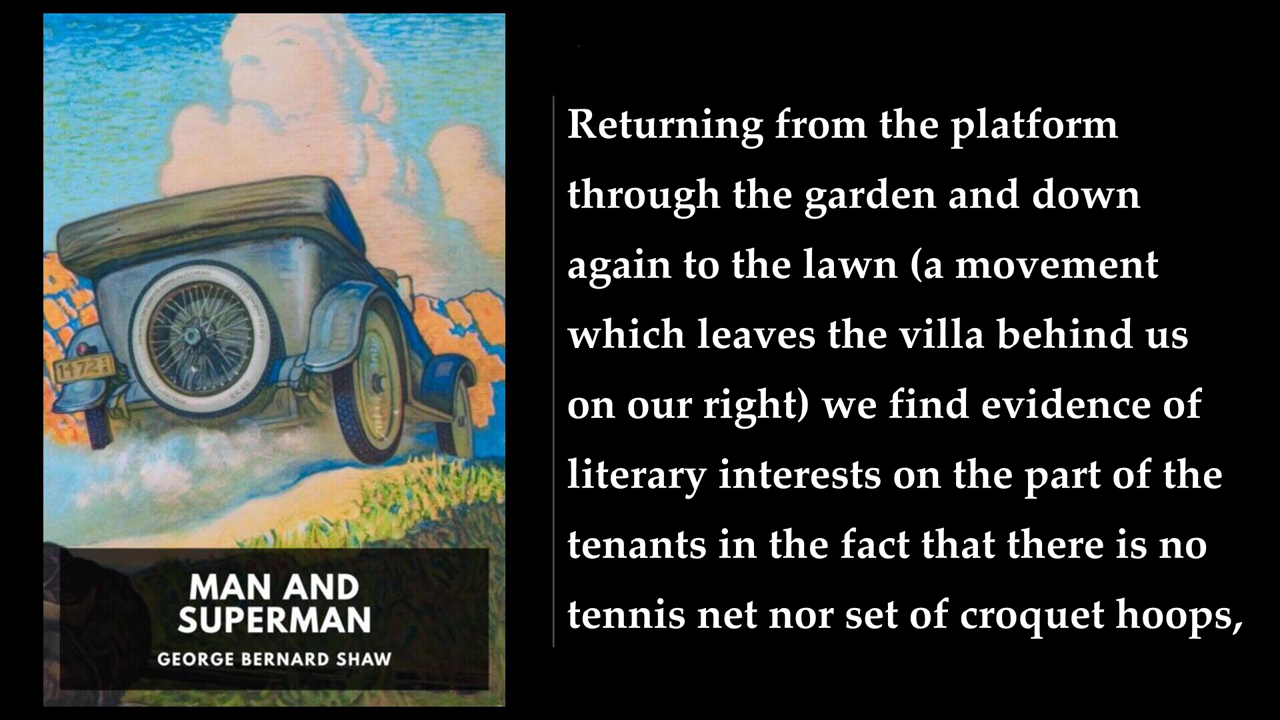 1472
MAN AND
SUPERMAN
GEORGE BERNARD SHAW
Returning from the platform
through the garden and down
again to the lawn (a movement
which leaves the villa behind us
on our right) we find evidence of
literary interests on the part of the
tenants in the fact that there is no
tennis net nor set of croquet hoops,